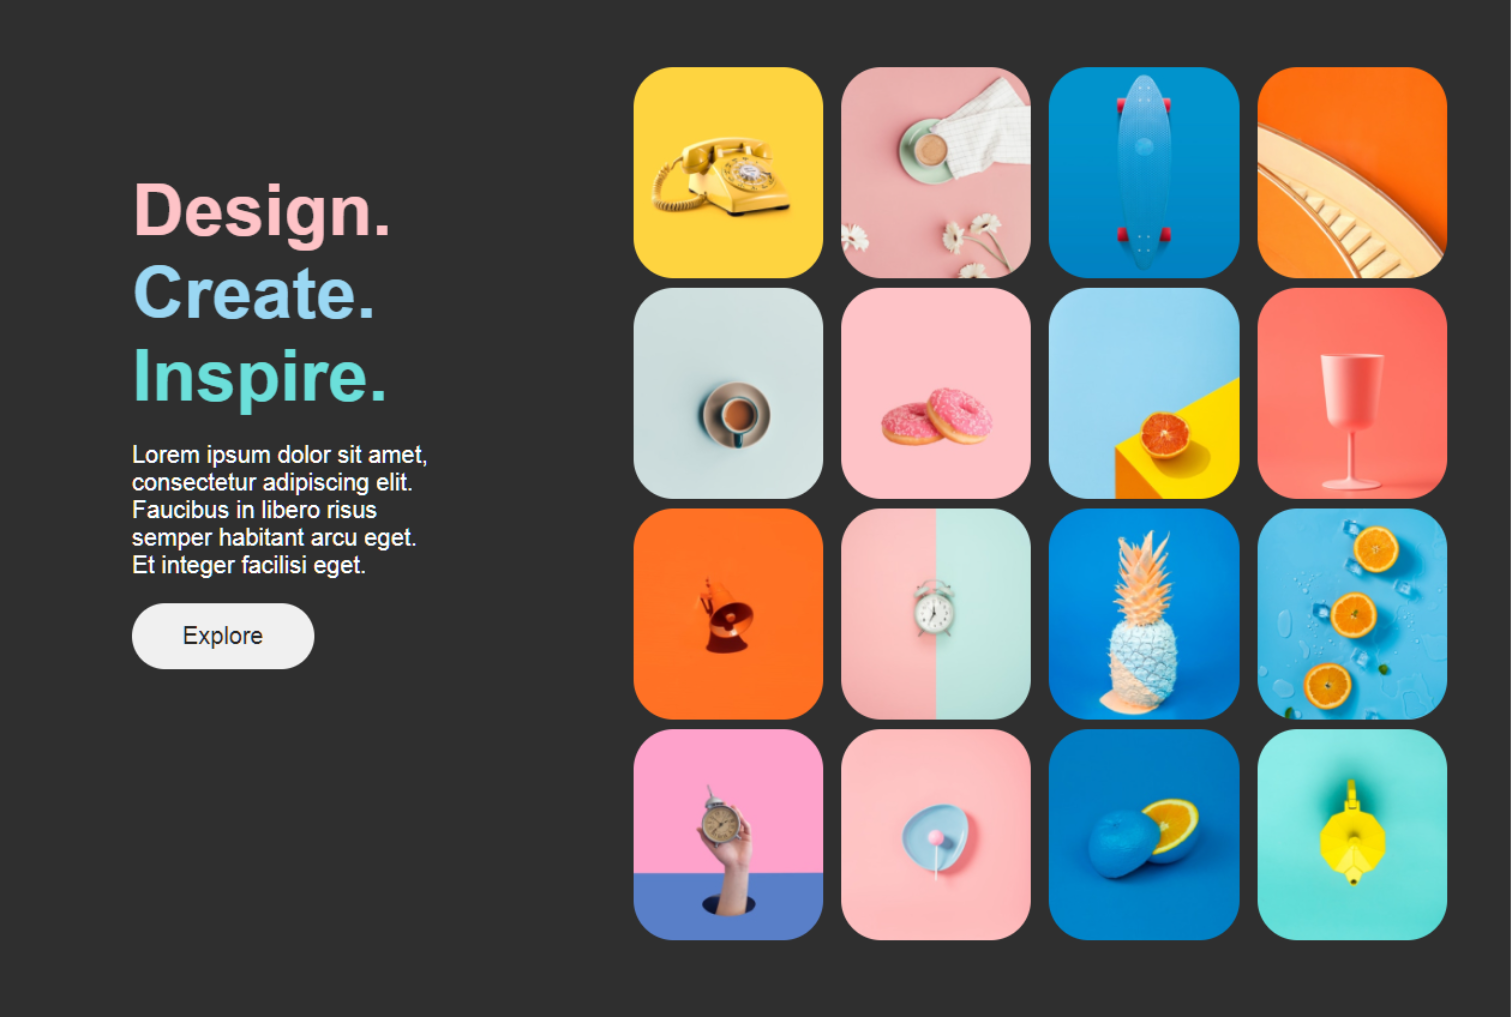 Design.
Create.
Inspire.
Lorem ipsum dolor sit amet,
consectetur adipiscing elit.
Faucibus in libero risus
semper habitant arcu eget.
Et integer facilisi eget.
Explore